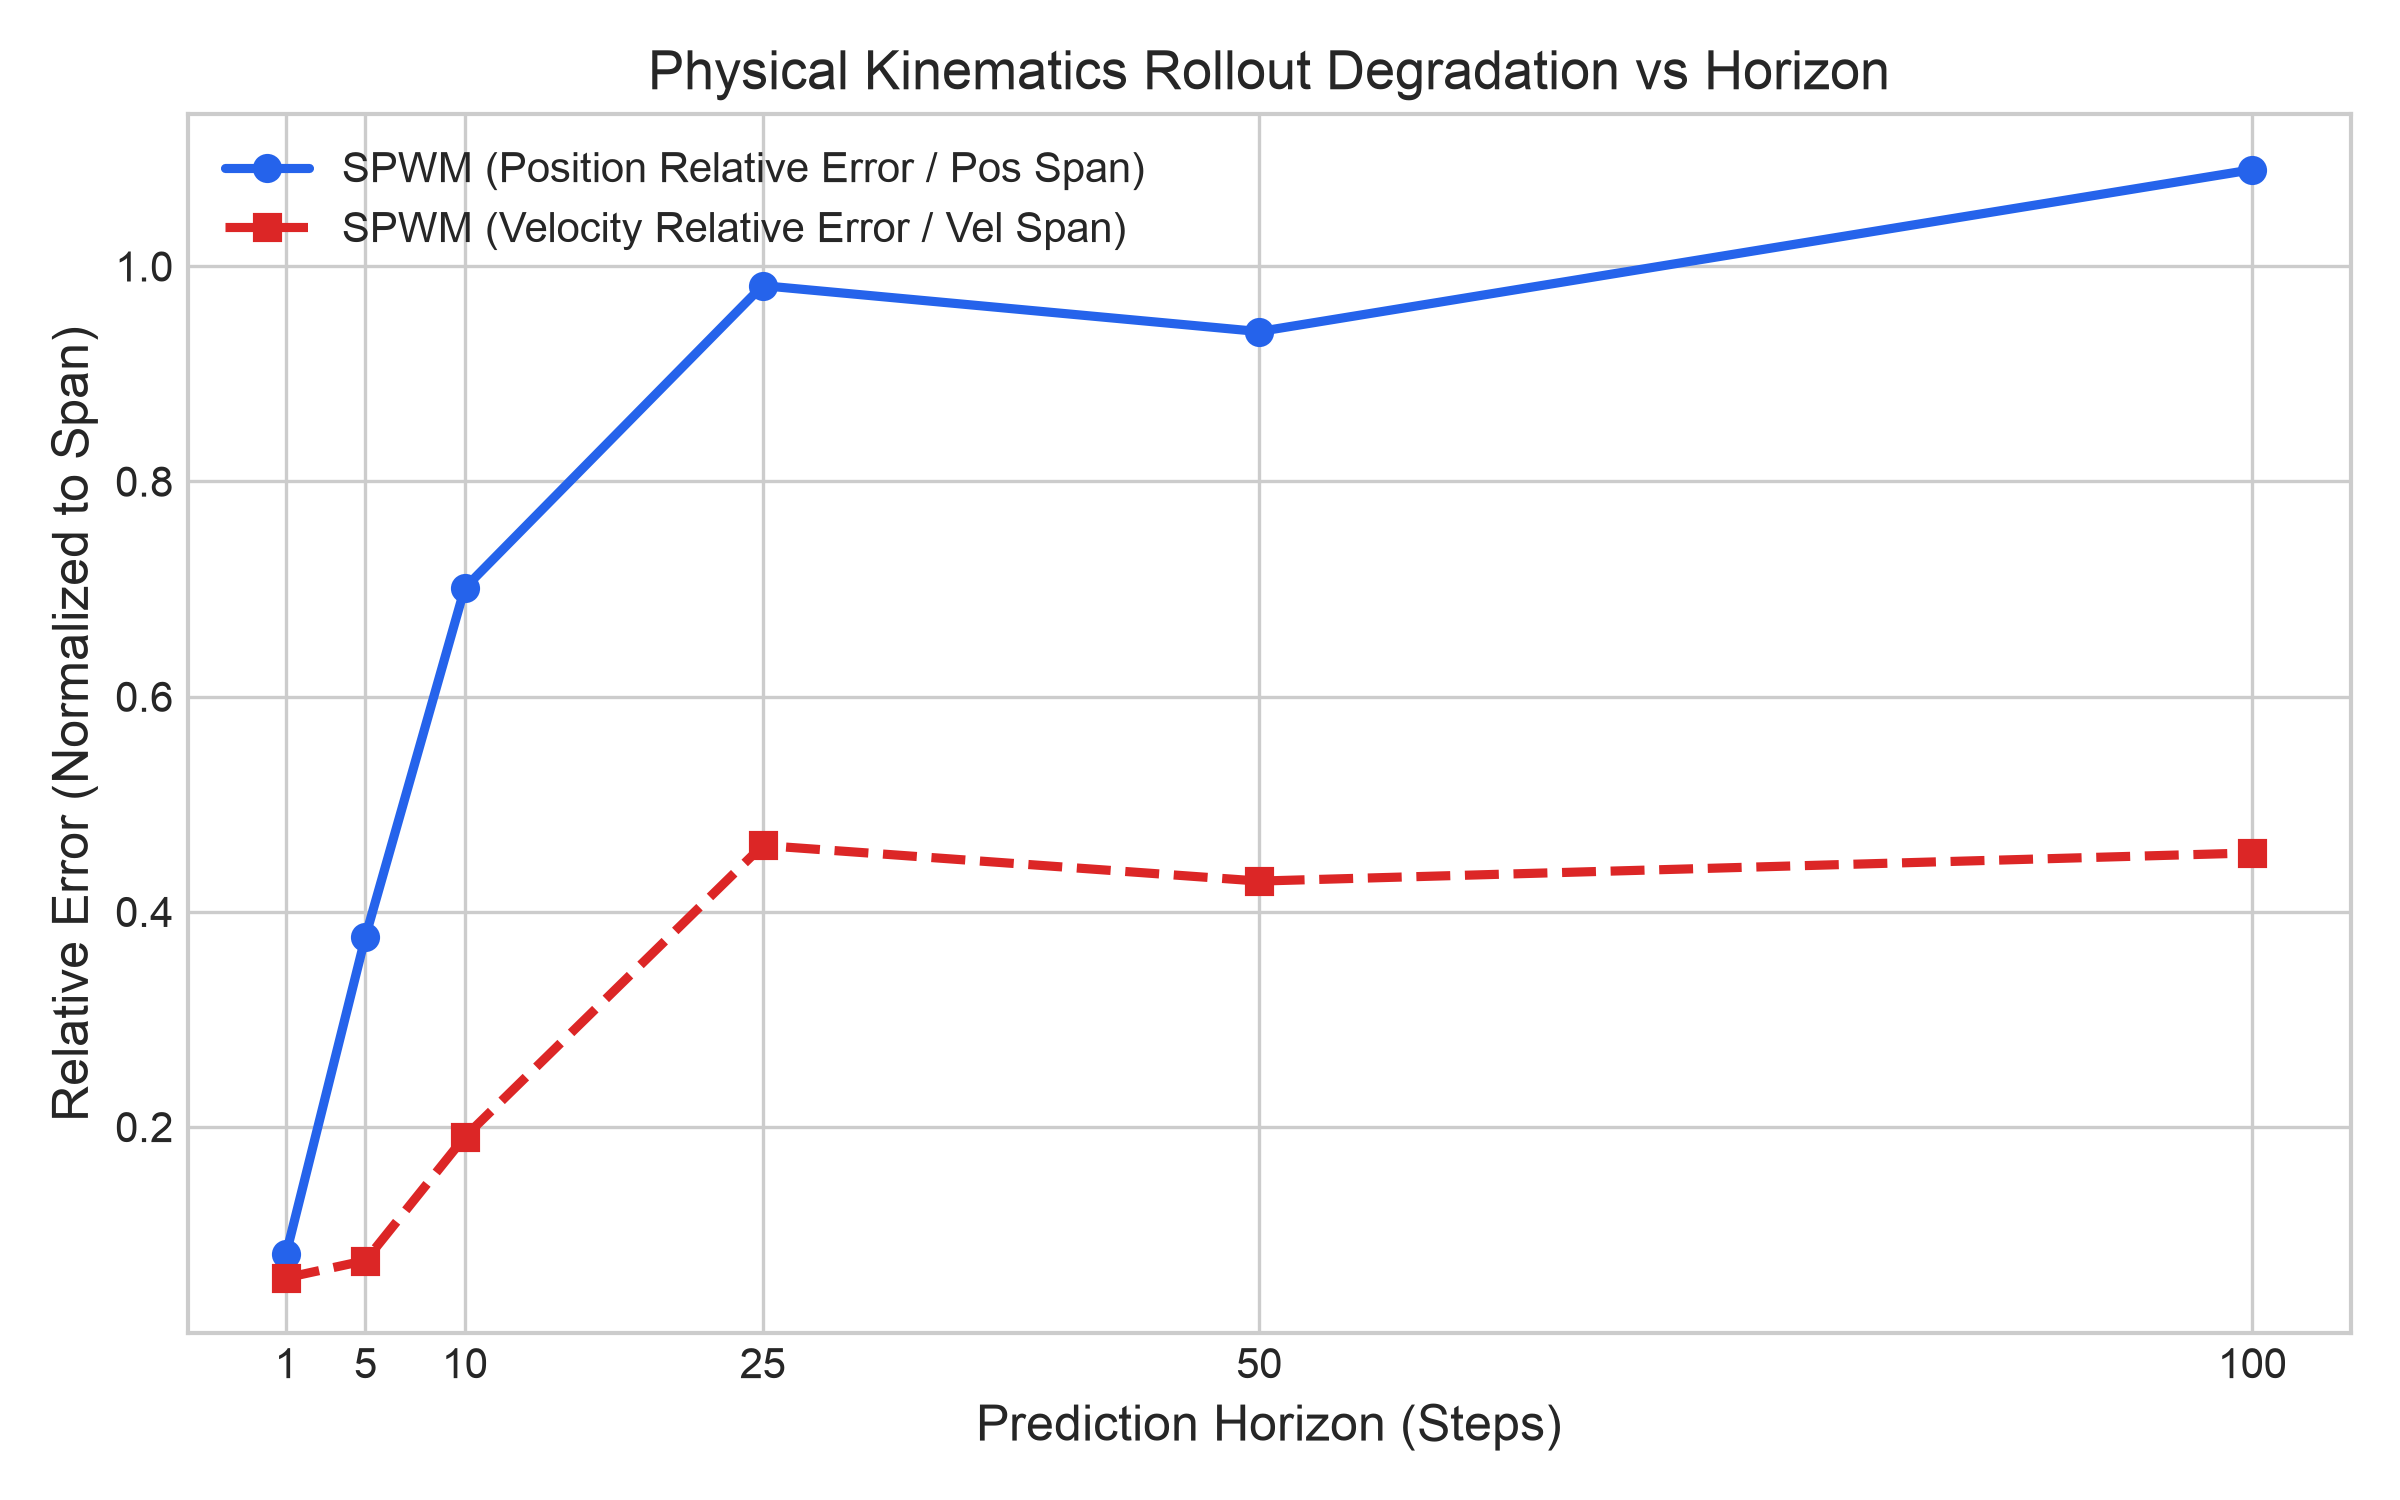 Physical Kinematics Rollout Degradation vs Horizon
SPWM (Position Relative Error / Pos Span)
SPWM (Velocity Relative Error / Vel Span)
Relative Error (Normalized to Span)
1.0
0.8
0.6
0.4
0.2
1 5 10 25 50 100
Prediction Horizon (Steps)